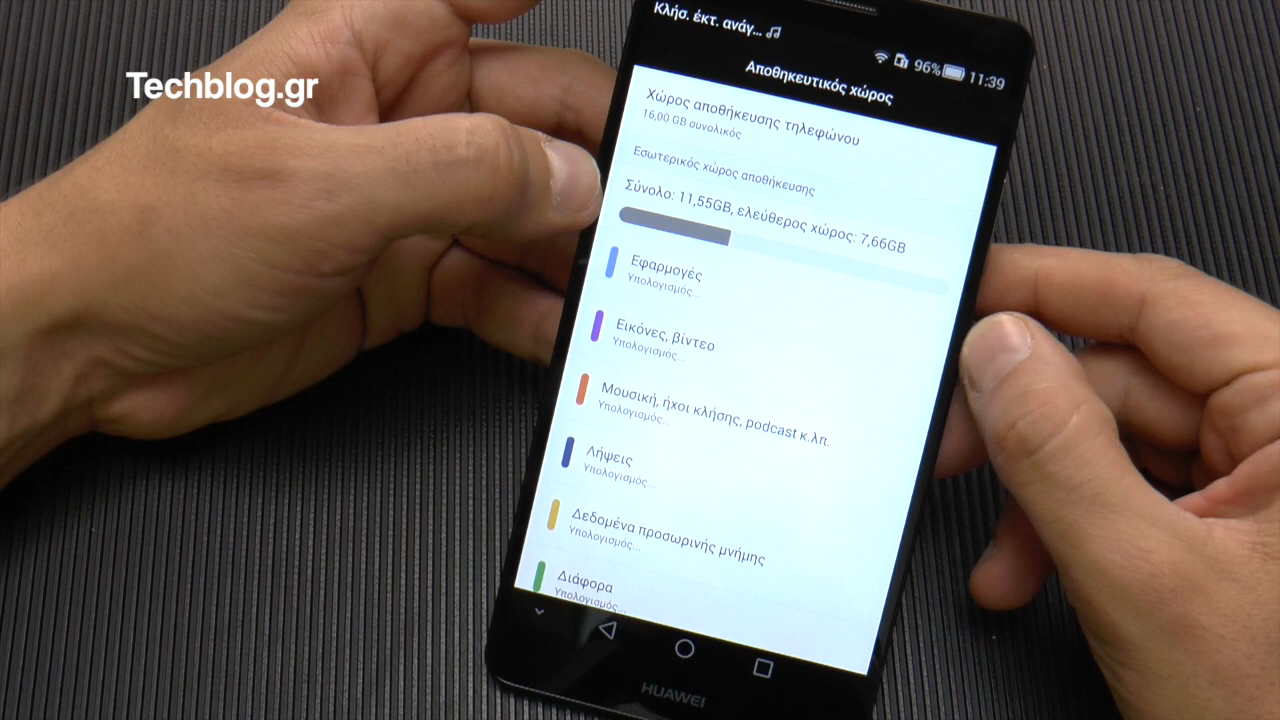 Techblog.gr
Κλήσ. έκτ. ανάγ...
96% 11:39
Αποθηκευτικός χώρος
Χώρος αποθήκευσης τηλεφώνου
16,00 GB συνολικός
Εσωτερικός χώρος αποθήκευσης
Σύνολο: 11,55GB, ελεύθερος χώρος: 7,66GB
Εφαρμογές
Υπολογισμός...
Εικόνες, βίντεο
Υπολογισμός...
Μουσική, ήχοι κλήσης, podcast κ.λπ.
Υπολογισμός...
Λήψεις
Υπολογισμός...
Δεδομένα προσωρινής μνήμης
Υπολογισμός...
Διάφορα
Υπολογισμός...
HUAWEI